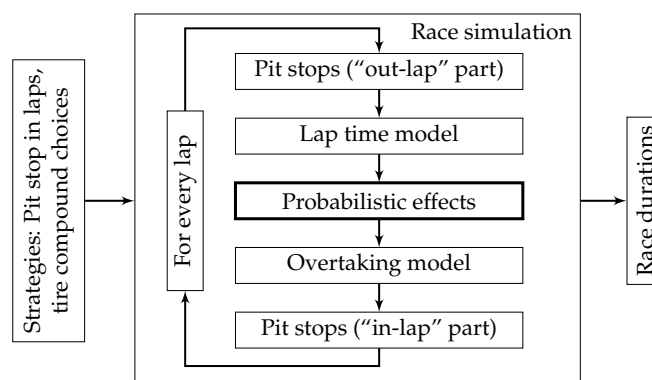 Strategies: Pit stop in laps,
tire compound choices
Race simulation
For every lap
Pit stops (“out-lap” part)
Lap time model
Probabilistic effects
Overtaking model
Pit stops (“in-lap” part)
Race durations